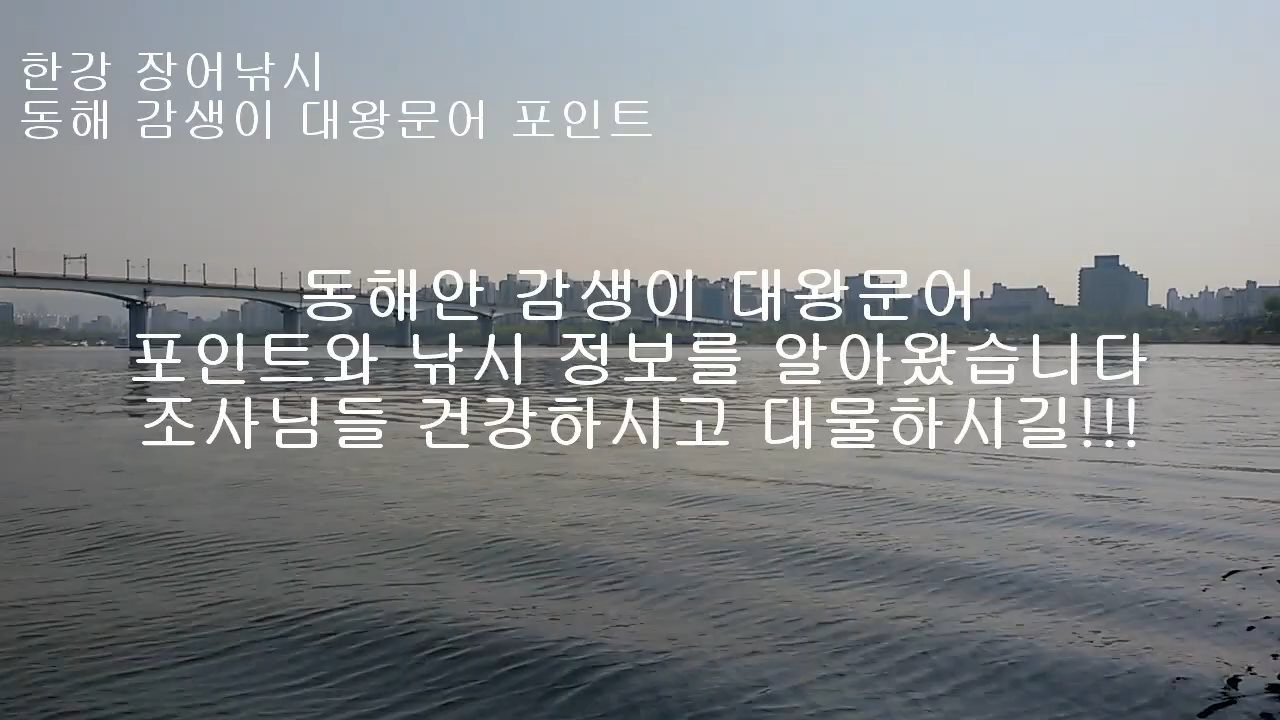 한강 장어낚시
동해 감생이 대왕문어 포인트
동해안 감생이 대왕문어
포인트와 낚시 정보를 알아왔습니다
조사님들 건강하시고 대물하시길!!!